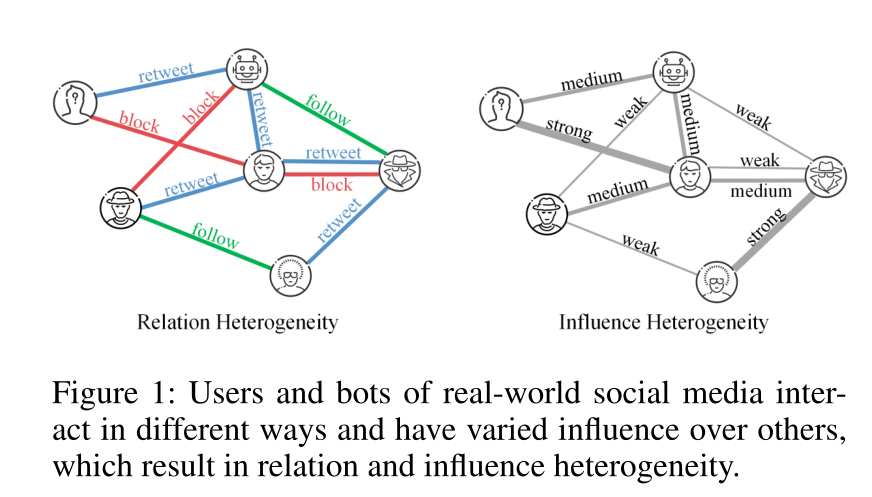 retweet
block
block
retweet
follow
retweet
block
retweet
follow
retweet
Relation Heterogeneity
medium
strong
weak
medium
weak
weak
medium
medium
weak
strong
Influence Heterogeneity
Figure 1: Users and bots of real-world social media inter-
act in different ways and have varied influence over others,
which result in relation and influence heterogeneity.